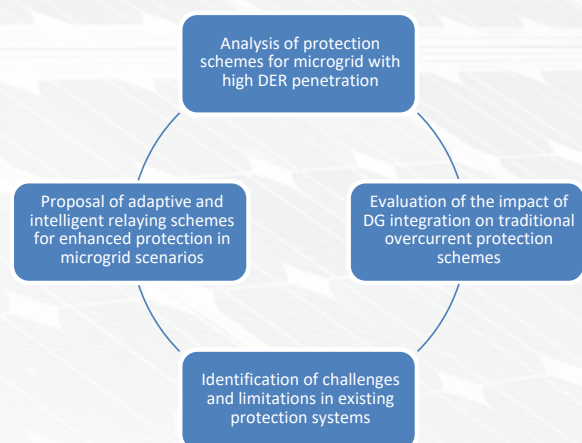 Analysis of protection
schemes for microgrid with
high DER penetration
Evaluation of the impact of
DG integration on traditional
overcurrent protection
schemes
Identification of challenges
and limitations in existing
protection systems
Proposal of adaptive and
intelligent relaying schemes
for enhanced protection in
microgrid scenarios